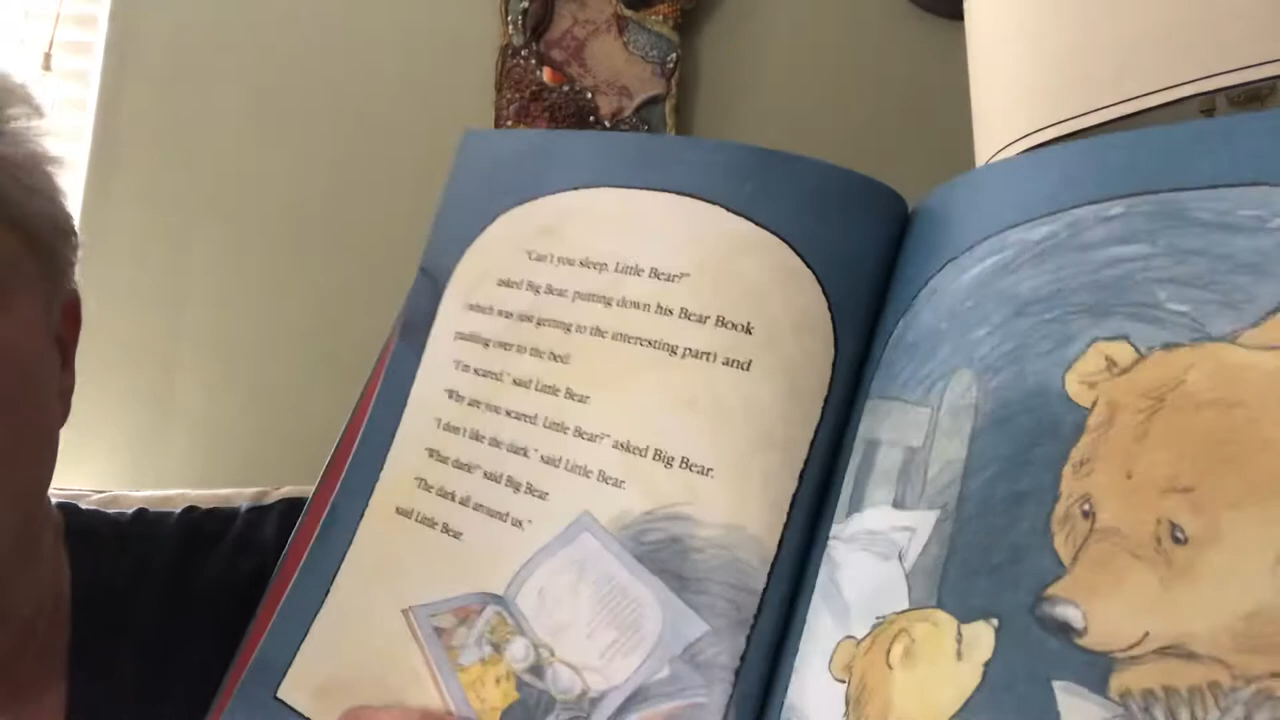 "Can't you sleep, Little Bear?"
asked Big Bear, putting down his Bear Book
(which was just getting to the interesting part) and
padding over to the bed.
"I'm scared," said Little Bear.
"Why are you scared, Little Bear?" asked Big Bear.
"I don't like the dark," said Little Bear.
"What dark?" said Big Bear.
"The dark all around us,"
said Little Bear.